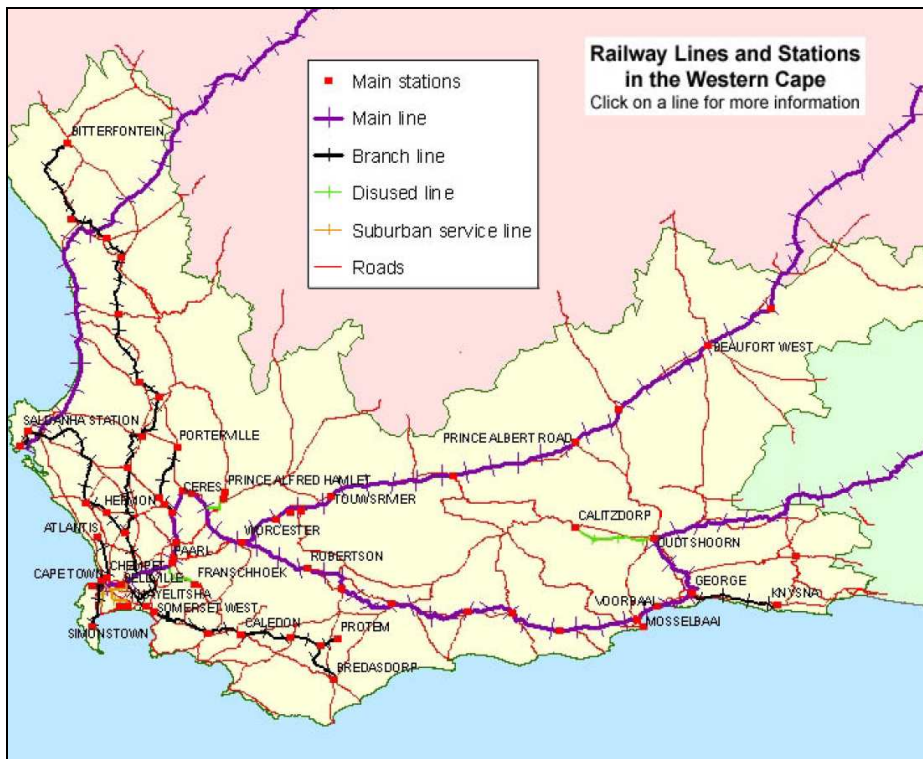 Railway Lines and Stations
in the Western Cape
Click on a line for more information
Main stations
Main line
Branch line
Disused line
Suburban service line
Roads
BITTERFONTEIN
BEAUFORT WEST
SALDANHA STATION
PORTERVILLE
PRINCE ALBERT ROAD
CERES
PRINCE ALFRED HAMLET
HERMON
TOUWSRIVIER
CALITZDORP
ATLANTIS
WORCESTER
OUDTSHOORN
PAARL
ROBERTSON
CHEMPET
FRANSCHHOEK
CAPE TOWN
BELLVILLE
GEORGE
KHAYELITSHA
VOORBAAI
KNYSNA
SOMERSET WEST
MOSSELBAAI
SIMONSTOWN
CALEDON
PROTEM
BREDASDORP